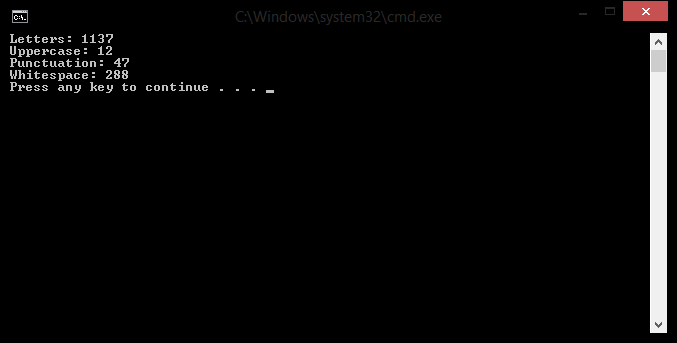 C:\Windows\system32\cmd.exe
Letters: 1137
Uppercase: 12
Punctuation: 47
Whitespace: 288
Press any key to continue . . . _